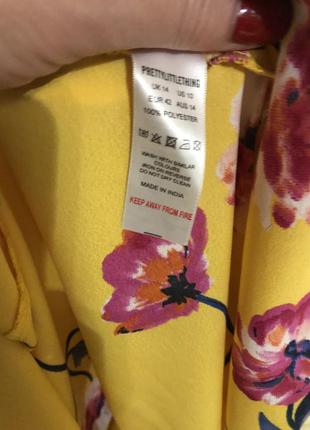 PRETTYLITTLETHING
UK 14 US 10
EUR 42 AUS 14
100% POLYESTER
WASH WITH SIMILAR
COLOURS
IRON ON REVERSE
DO NOT DRY CLEAN
MADE IN INDIA
KEEP AWAY FROM FIRE